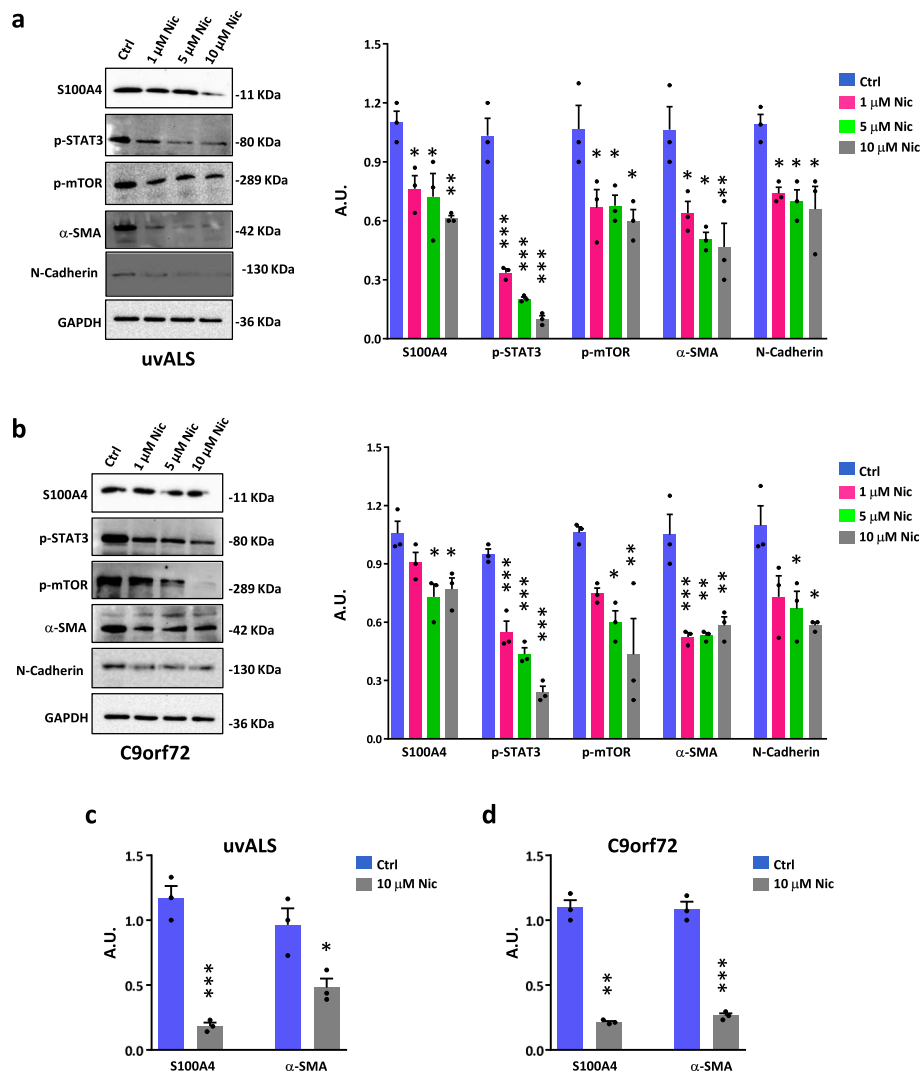 a
Ctrl
1 μM Nic
5 μM Nic
10 μM Nic
S100A4
-11 KDa
p-STAT3
-80 KDa
p-mTOR
-289 KDa
α-SMA
-42 KDa
N-Cadherin
-130 KDa
GAPDH
-36 KDa
uvALS
A.U.
1.5
1.2
0.9
0.6
0.3
0.0
* * **
*** *** ***
* * *
* * **
* * *
S100A4 p-STAT3 p-mTOR α-SMA N-Cadherin
Ctrl
1 μM Nic
5 μM Nic
10 μM Nic
b
Ctrl
1 μM Nic
5 μM Nic
10 μM Nic
S100A4
-11 KDa
p-STAT3
-80 KDa
p-mTOR
-289 KDa
α-SMA
-42 KDa
N-Cadherin
-130 KDa
GAPDH
-36 KDa
C9orf72
A.U.
1.5
1.2
0.9
0.6
0.3
0.0
* *
*** *** ***
* **
*** ** **
* *
S100A4 p-STAT3 p-mTOR α-SMA N-Cadherin
Ctrl
1 μM Nic
5 μM Nic
10 μM Nic
c
uvALS
A.U.
1.5
1.0
0.5
0.0
*** *
S100A4 α-SMA
Ctrl
10 μM Nic
d
C9orf72
A.U.
1.5
1.0
0.5
0.0
** ***
S100A4 α-SMA
Ctrl
10 μM Nic